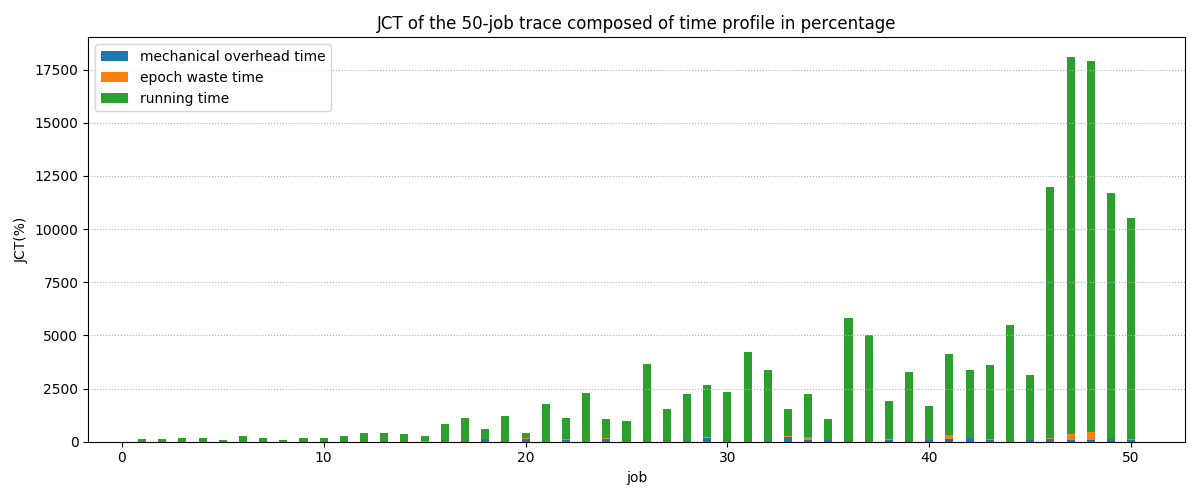 JCT of the 50-job trace composed of time profile in percentage
mechanical overhead time
epoch waste time
running time
JCT(%)
17500
15000
12500
10000
7500
5000
2500
0
0 10 20 30 40 50
job